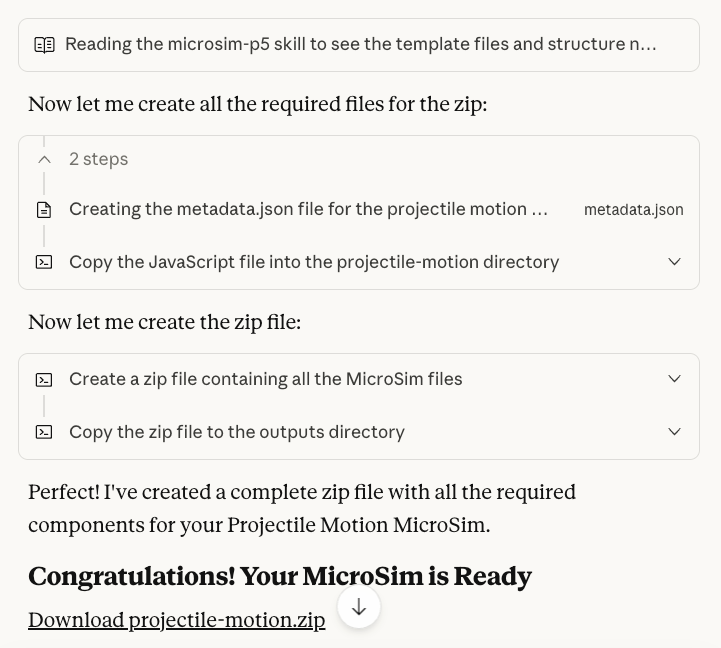 Reading the microsim-p5 skill to see the template files and structure n...
Now let me create all the required files for the zip:
2 steps
Creating the metadata.json file for the projectile motion ... metadata.json
Copy the JavaScript file into the projectile-motion directory
Now let me create the zip file:
Create a zip file containing all the MicroSim files
Copy the zip file to the outputs directory
Perfect! I've created a complete zip file with all the required
components for your Projectile Motion MicroSim.
Congratulations! Your MicroSim is Ready
Download projectile-motion.zip